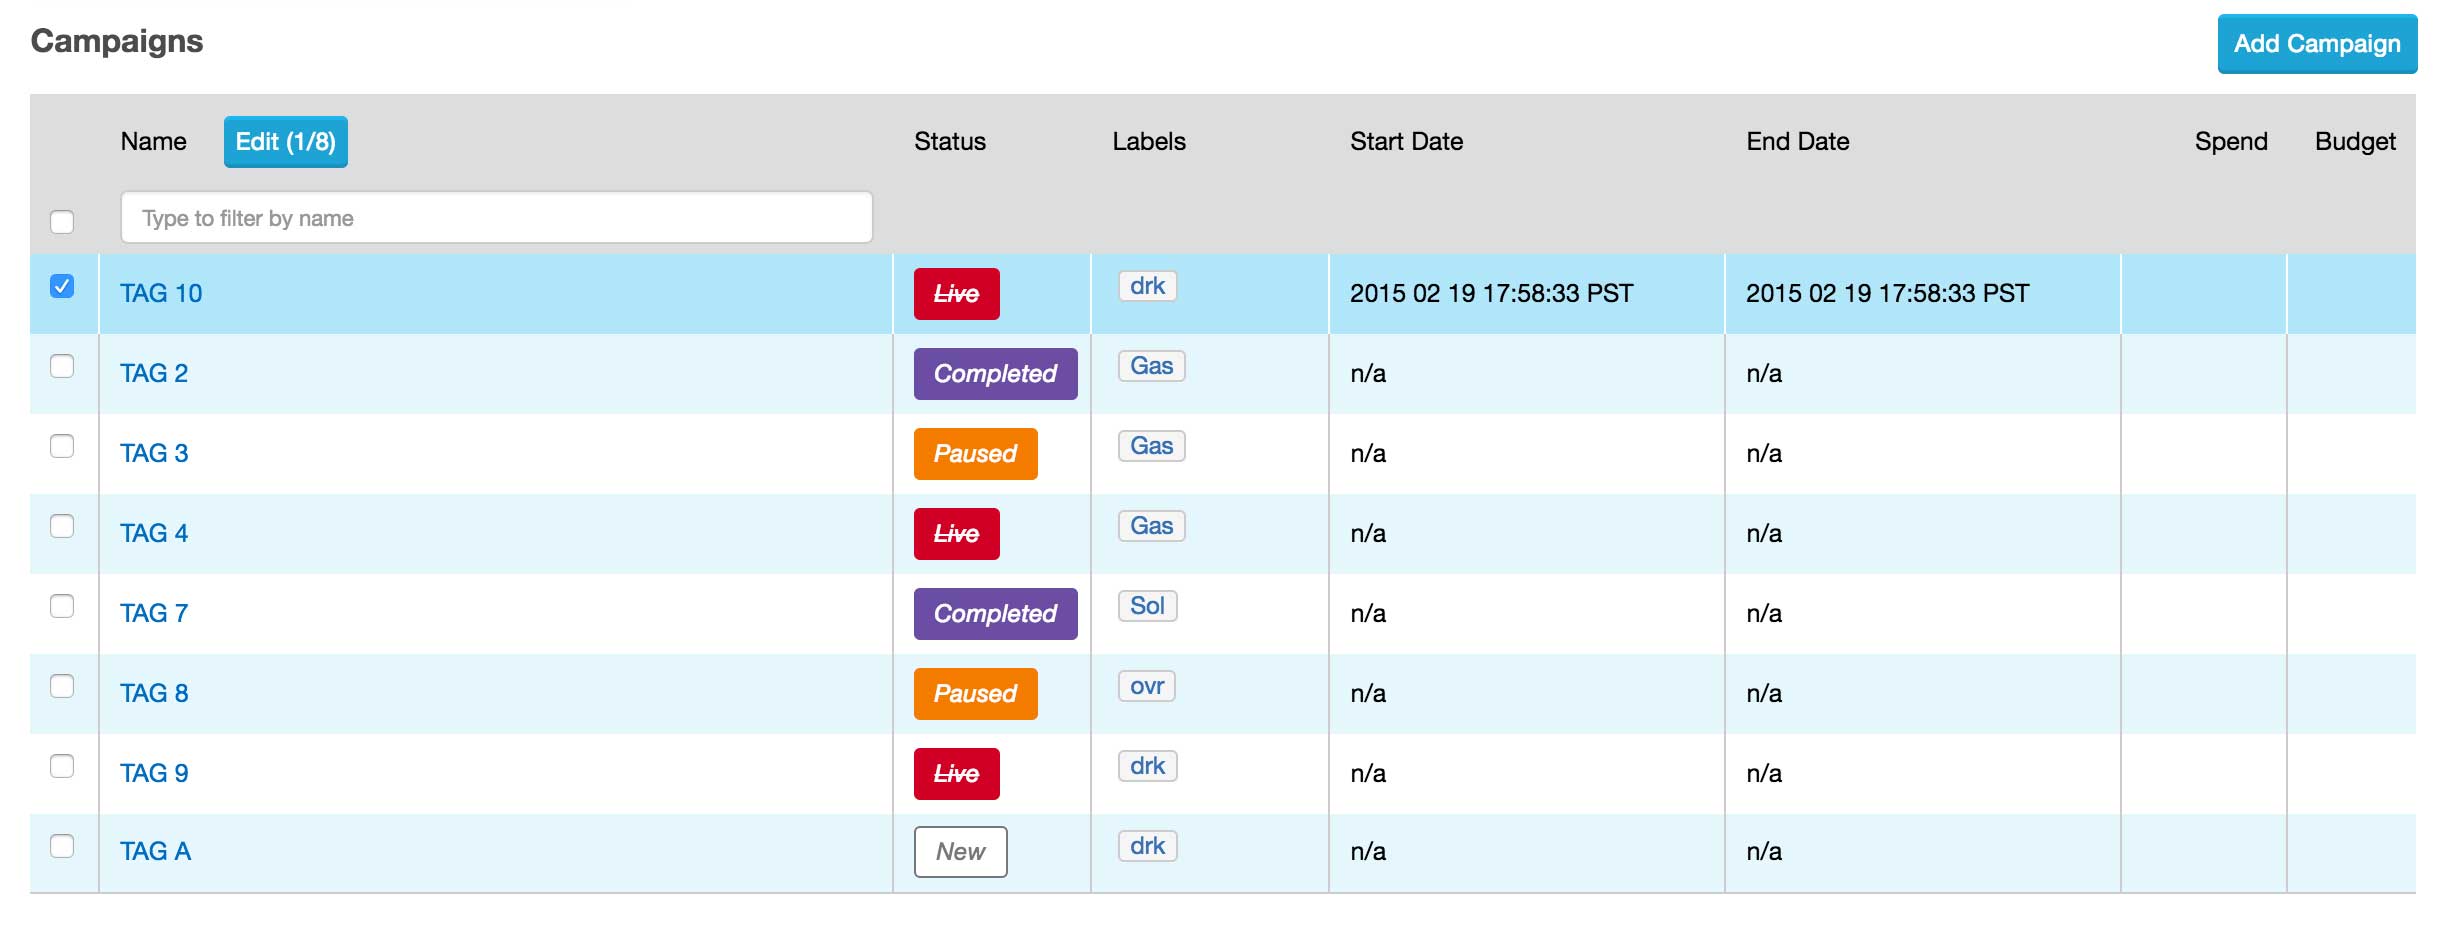 Campaigns
Add Campaign
Name Edit (1/8) Status Labels Start Date End Date Spend Budget
Type to filter by name
TAG 10 Live drk 2015 02 19 17:58:33 PST 2015 02 19 17:58:33 PST
TAG 2 Completed Gas n/a n/a
TAG 3 Paused Gas n/a n/a
TAG 4 Live Gas n/a n/a
TAG 7 Completed Sol n/a n/a
TAG 8 Paused ovr n/a n/a
TAG 9 Live drk n/a n/a
TAG A New drk n/a n/a